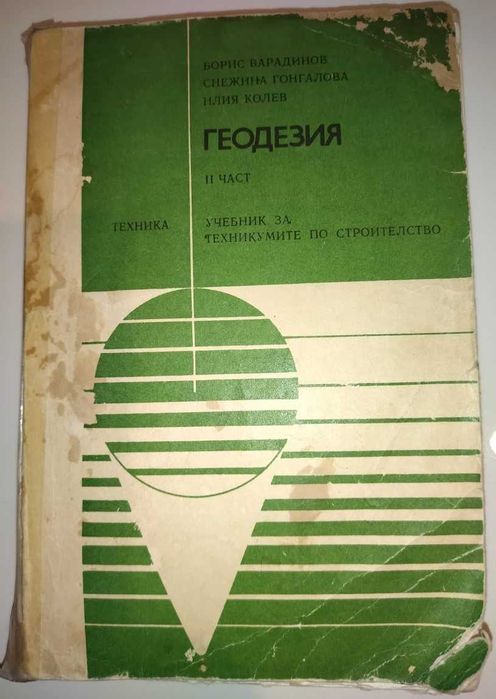 БОРИС ВАРАДИНОВ
СНЕЖИНА ГОНГАЛОВА
ИЛИЯ КОЛЕВ
ГЕОДЕЗИЯ
II ЧАСТ
ТЕХНИКА
УЧЕБНИК ЗА
ТЕХНИКУМИТЕ ПО СТРОИТЕЛСТВО